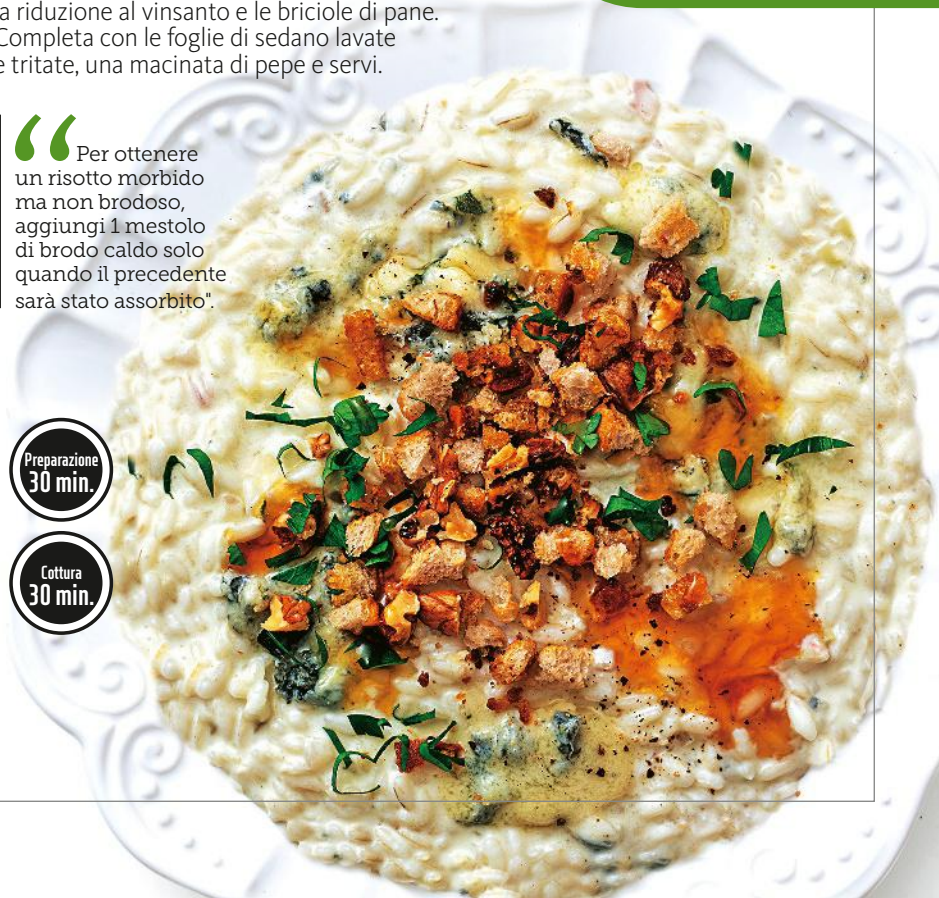 a riduzione al vinsanto e le briciole di pane.
Completa con le foglie di sedano lavate
e tritate, una macinata di pepe e servi.
“ Per ottenere
un risotto morbido
ma non brodoso,
aggiungi 1 mestolo
di brodo caldo solo
quando il precedente
sarà stato assorbito".
Preparazione
30 min.
Cottura
30 min.